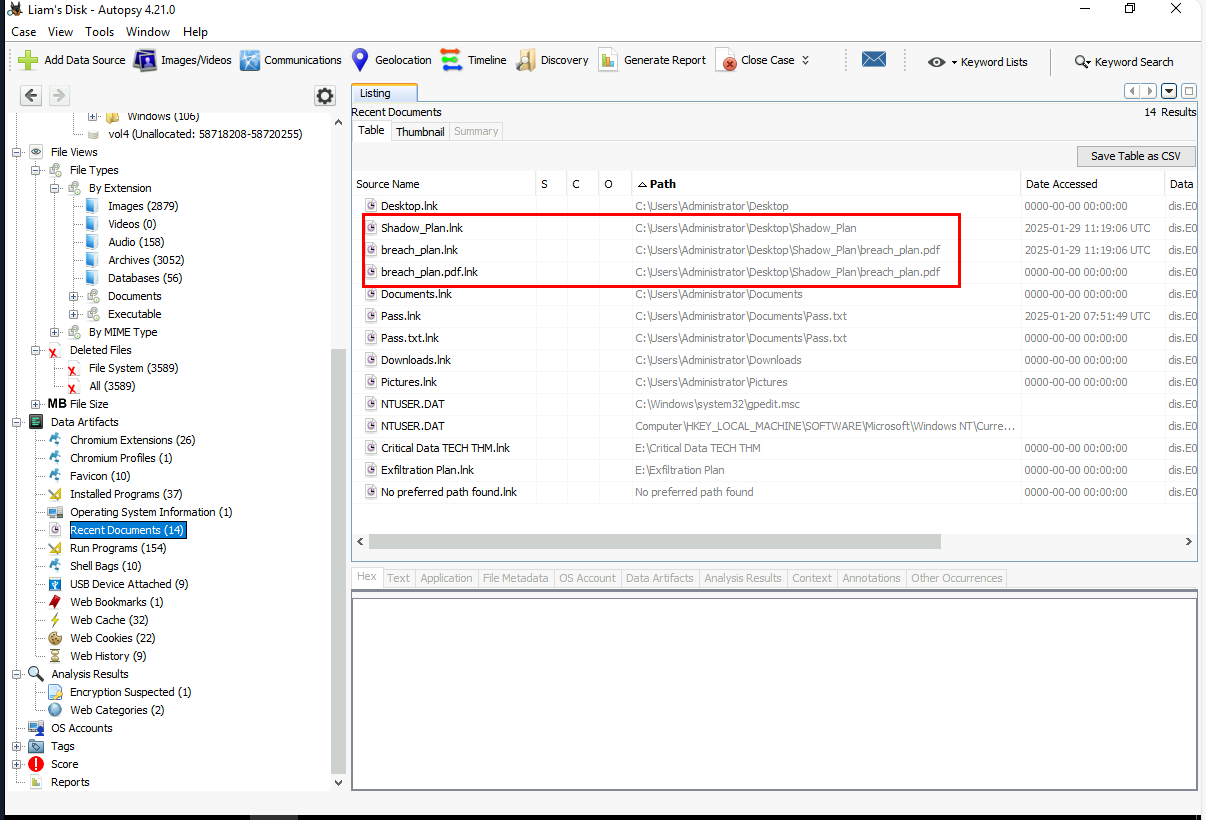 Liam's Disk - Autopsy 4.21.0
Case View Tools Window Help
Add Data Source Images/Videos Communications Geolocation Timeline Discovery Generate Report Close Case Keyword Lists Keyword Search
Windows (106)
vol4 (Unallocated: 58718208-58720255)
File Views
File Types
By Extension
Images (2879)
Videos (0)
Audio (158)
Archives (3052)
Databases (56)
Documents
Executable
By MIME Type
Deleted Files
File System (3589)
All (3589)
MB File Size
Data Artifacts
Chromium Extensions (26)
Chromium Profiles (1)
Favicon (10)
Installed Programs (37)
Operating System Information (1)
Recent Documents (14)
Run Programs (154)
Shell Bags (10)
USB Device Attached (9)
Web Bookmarks (1)
Web Cache (32)
Web Cookies (22)
Web History (9)
Analysis Results
Encryption Suspected (1)
Web Categories (2)
OS Accounts
Tags
Score
Reports
Listing
Recent Documents 14 Results
Table Thumbnail Summary
Save Table as CSV
Source Name S C O Path Date Accessed Data
Desktop.lnk C:\Users\Administrator\Desktop 0000-00-00 00:00:00 dis.E0
Shadow_Plan.lnk C:\Users\Administrator\Desktop\Shadow_Plan 2025-01-29 11:19:06 UTC dis.E0
breach_plan.lnk C:\Users\Administrator\Desktop\Shadow_Plan\breach_plan.pdf 2025-01-29 11:19:06 UTC dis.E0
breach_plan.pdf.lnk C:\Users\Administrator\Desktop\Shadow_Plan\breach_plan.pdf 0000-00-00 00:00:00 dis.E0
Documents.lnk C:\Users\Administrator\Documents 0000-00-00 00:00:00 dis.E0
Pass.lnk C:\Users\Administrator\Documents\Pass.txt 2025-01-20 07:51:49 UTC dis.E0
Pass.txt.lnk C:\Users\Administrator\Documents\Pass.txt 0000-00-00 00:00:00 dis.E0
Downloads.lnk C:\Users\Administrator\Downloads 0000-00-00 00:00:00 dis.E0
Pictures.lnk C:\Users\Administrator\Pictures 0000-00-00 00:00:00 dis.E0
NTUSER.DAT C:\Windows\system32\gpedit.msc dis.E0
NTUSER.DAT Computer\HKEY_LOCAL_MACHINE\SOFTWARE\Microsoft\Windows NT\Curre... dis.E0
Critical Data TECH THM.lnk E:\Critical Data TECH THM 0000-00-00 00:00:00 dis.E0
Exfiltration Plan.lnk E:\Exfiltration Plan 0000-00-00 00:00:00 dis.E0
No preferred path found.lnk No preferred path found 0000-00-00 00:00:00 dis.E0
Hex Text Application File Metadata OS Account Data Artifacts Analysis Results Context Annotations Other Occurrences